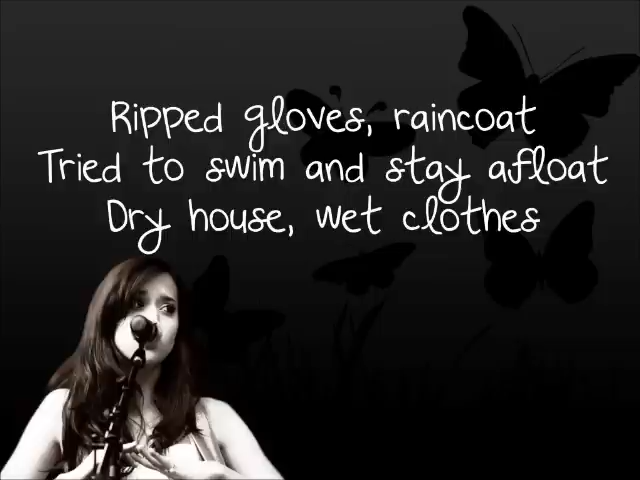 Ripped gloves, raincoat
Tried to swim and stay afloat
Dry house, wet clothes